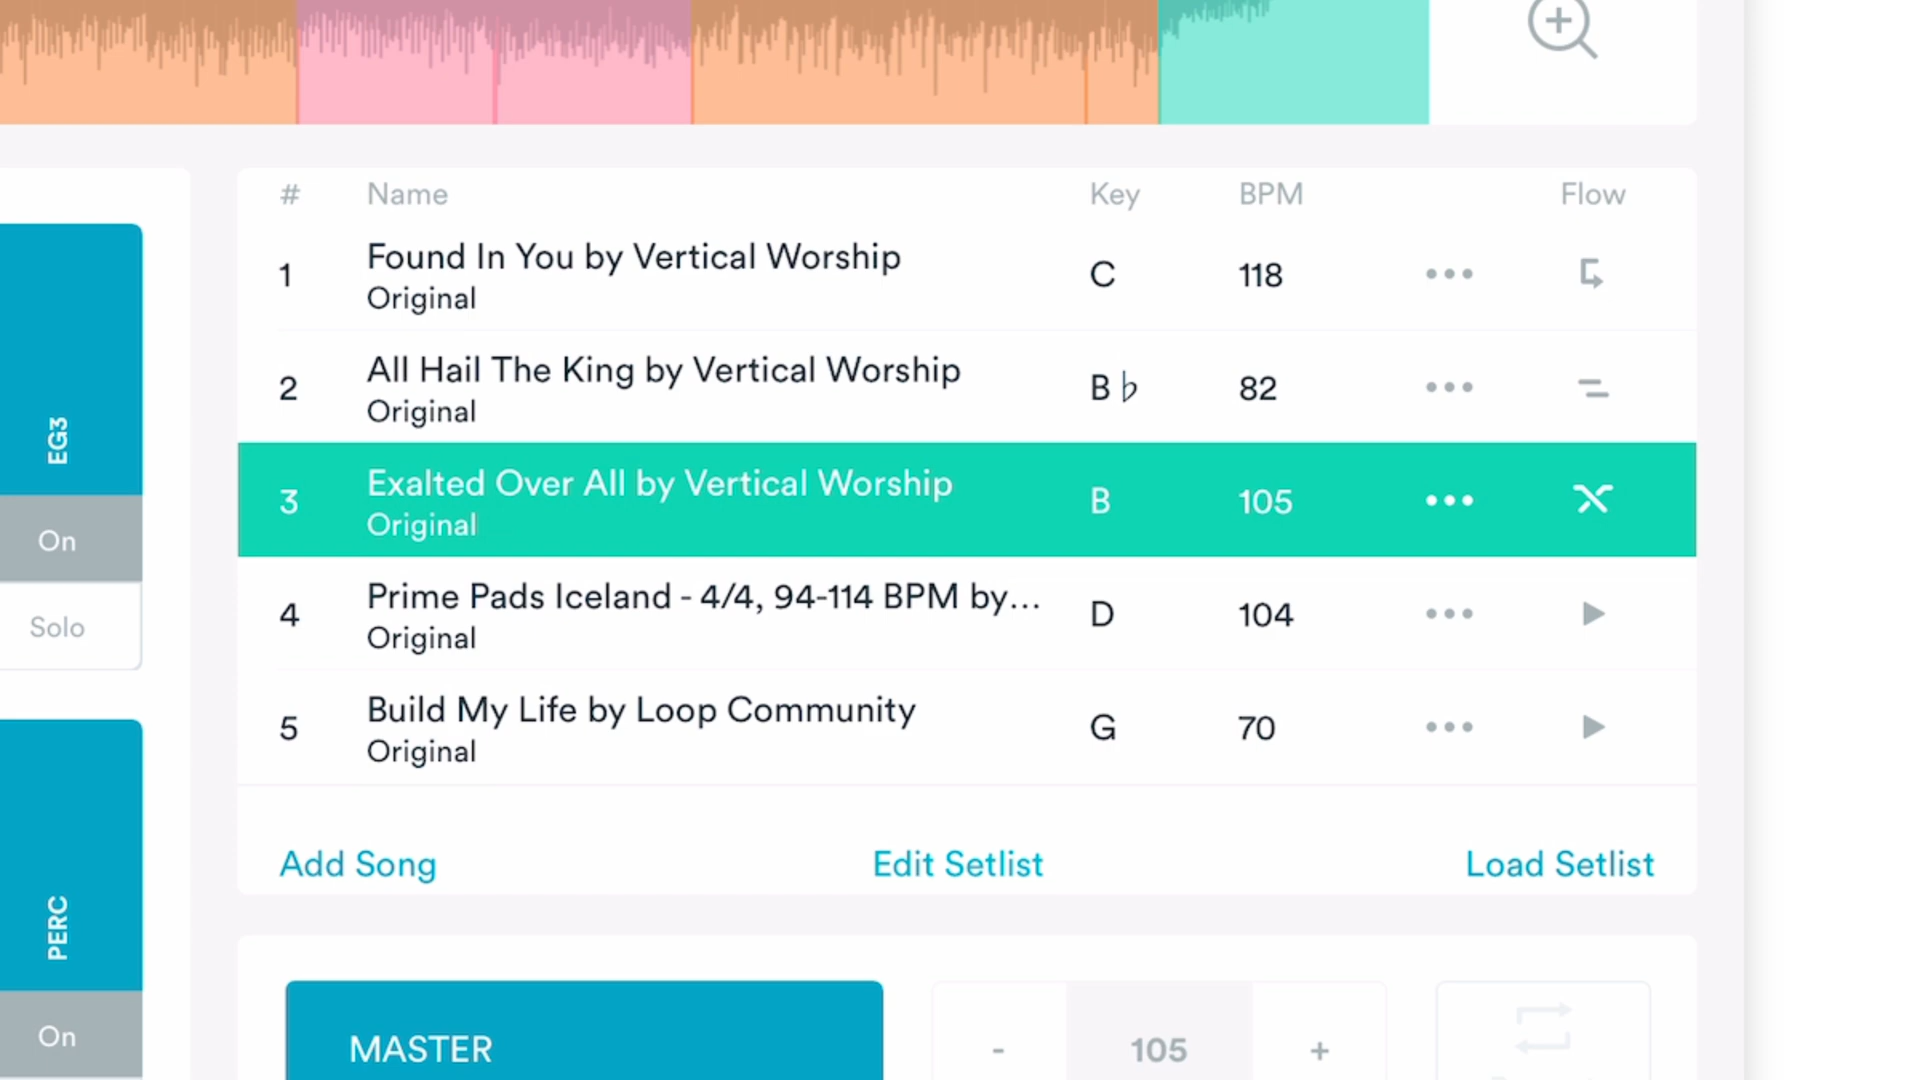 # Name Key BPM Flow
1 Found In You by Vertical Worship C 118
Original
2 All Hail The King by Vertical Worship B♭ 82
Original
3 Exalted Over All by Vertical Worship B 105
Original
4 Prime Pads Iceland - 4/4, 94-114 BPM by... D 104
Original
5 Build My Life by Loop Community G 70
Original
Add Song Edit Setlist Load Setlist
EG3
On
Solo
PERC
On
MASTER - 105 +